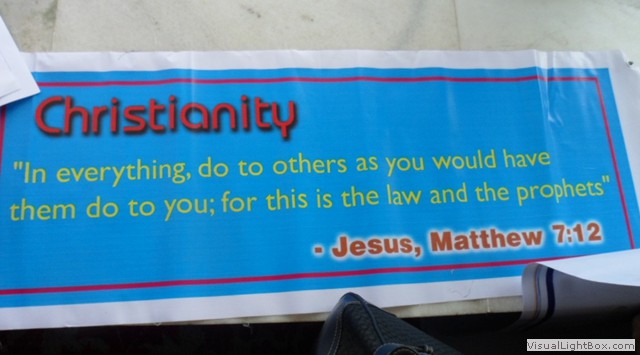 Christianity
"In everything, do to others as you would have
them do to you; for this is the law and the prophets"
- Jesus, Matthew 7:12
VisualLightBox.com